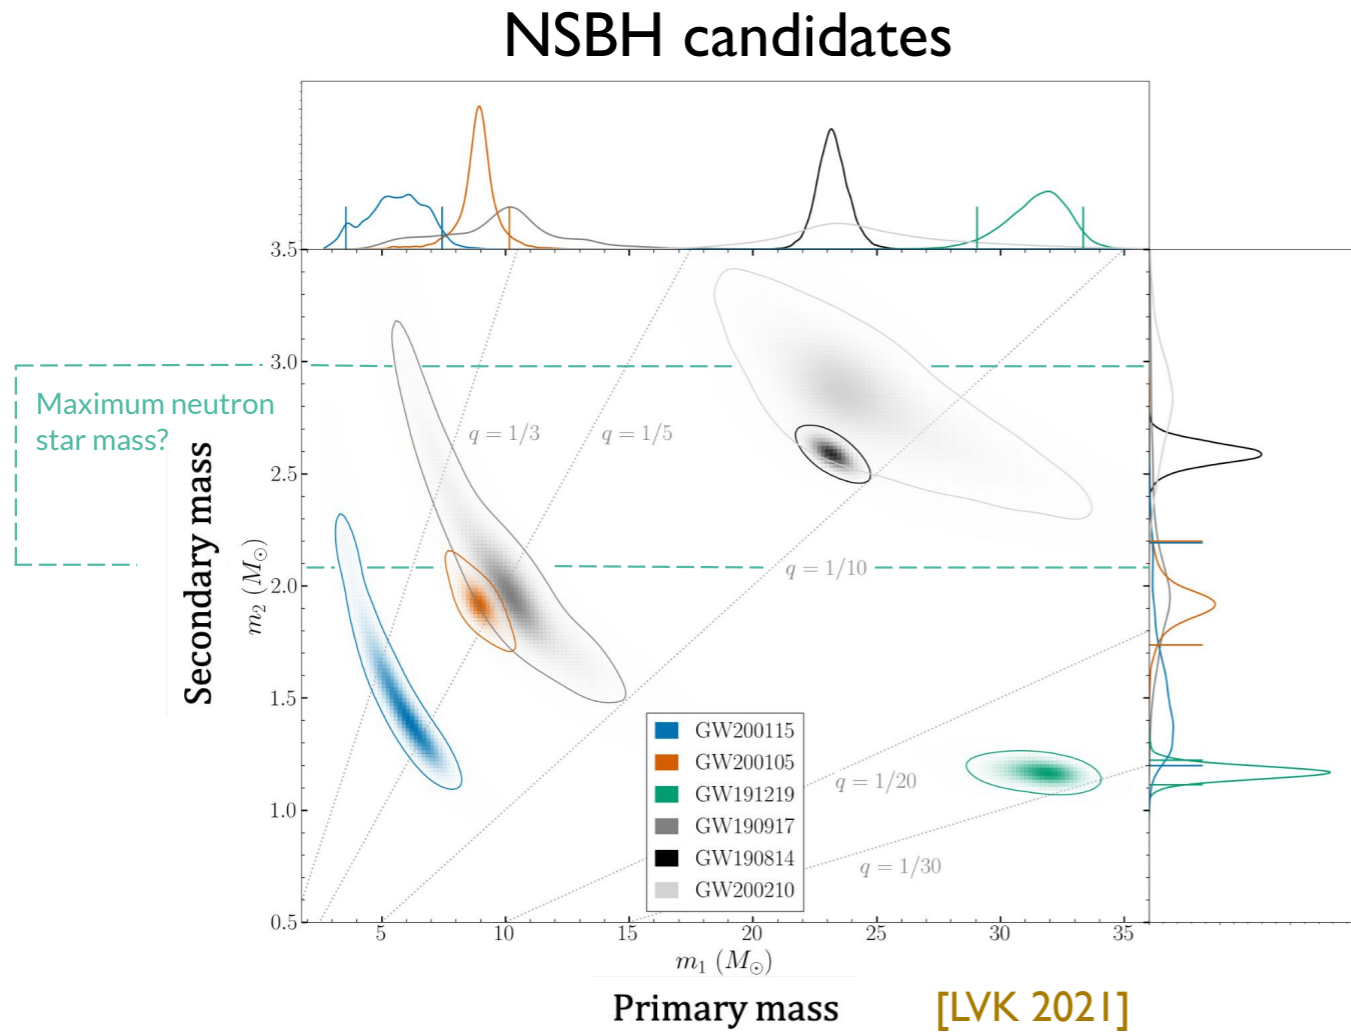 NSBH candidates
3.5
3.0
2.5
2.0
1.5
1.0
0.5
Maximum neutron
star mass?
Secondary mass
m₂ (M⊙)
q = 1/3
q = 1/5
q = 1/10
q = 1/20
q = 1/30
GW200115
GW200105
GW191219
GW190917
GW190814
GW200210
5 10 15 20 25 30 35
m₁ (M⊙)
Primary mass
[LVK 2021]